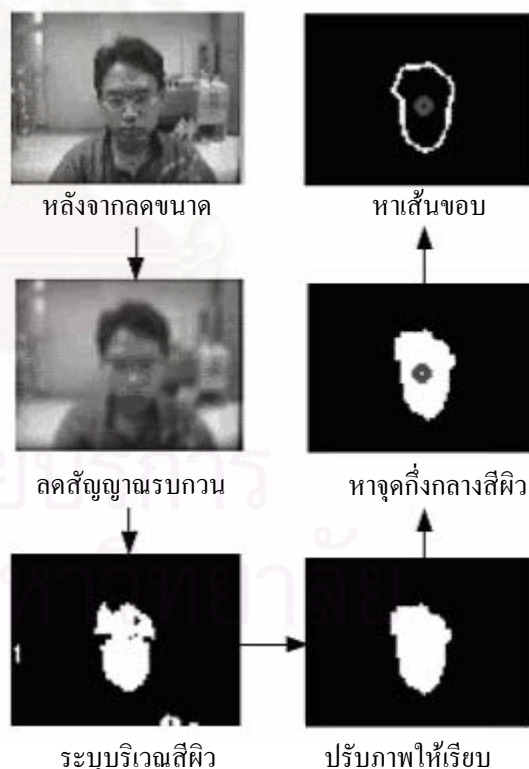 หลังจากลดขนาด
หาเส้นขอบ
ลดสัญญาณรบกวน
หาจุดกึ่งกลางสีผิว
ระบุบริเวณสีผิว
ปรับภาพให้เรียบ